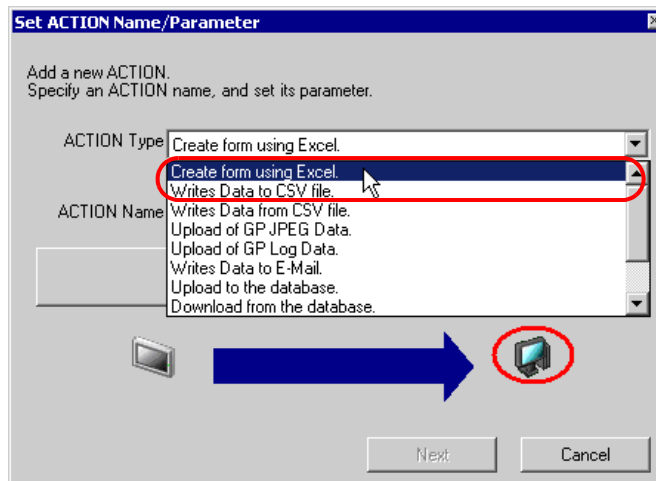 Set ACTION Name/Parameter
Add a new ACTION.
Specify an ACTION name, and set its parameter.
ACTION Type
Create form using Excel.
Create form using Excel.
Writes Data to CSV file.
ACTION Name
Writes Data from CSV file.
Upload of GP JPEG Data.
Upload of GP Log Data.
Writes Data to E-Mail.
Upload to the database.
Download from the database.
Next
Cancel